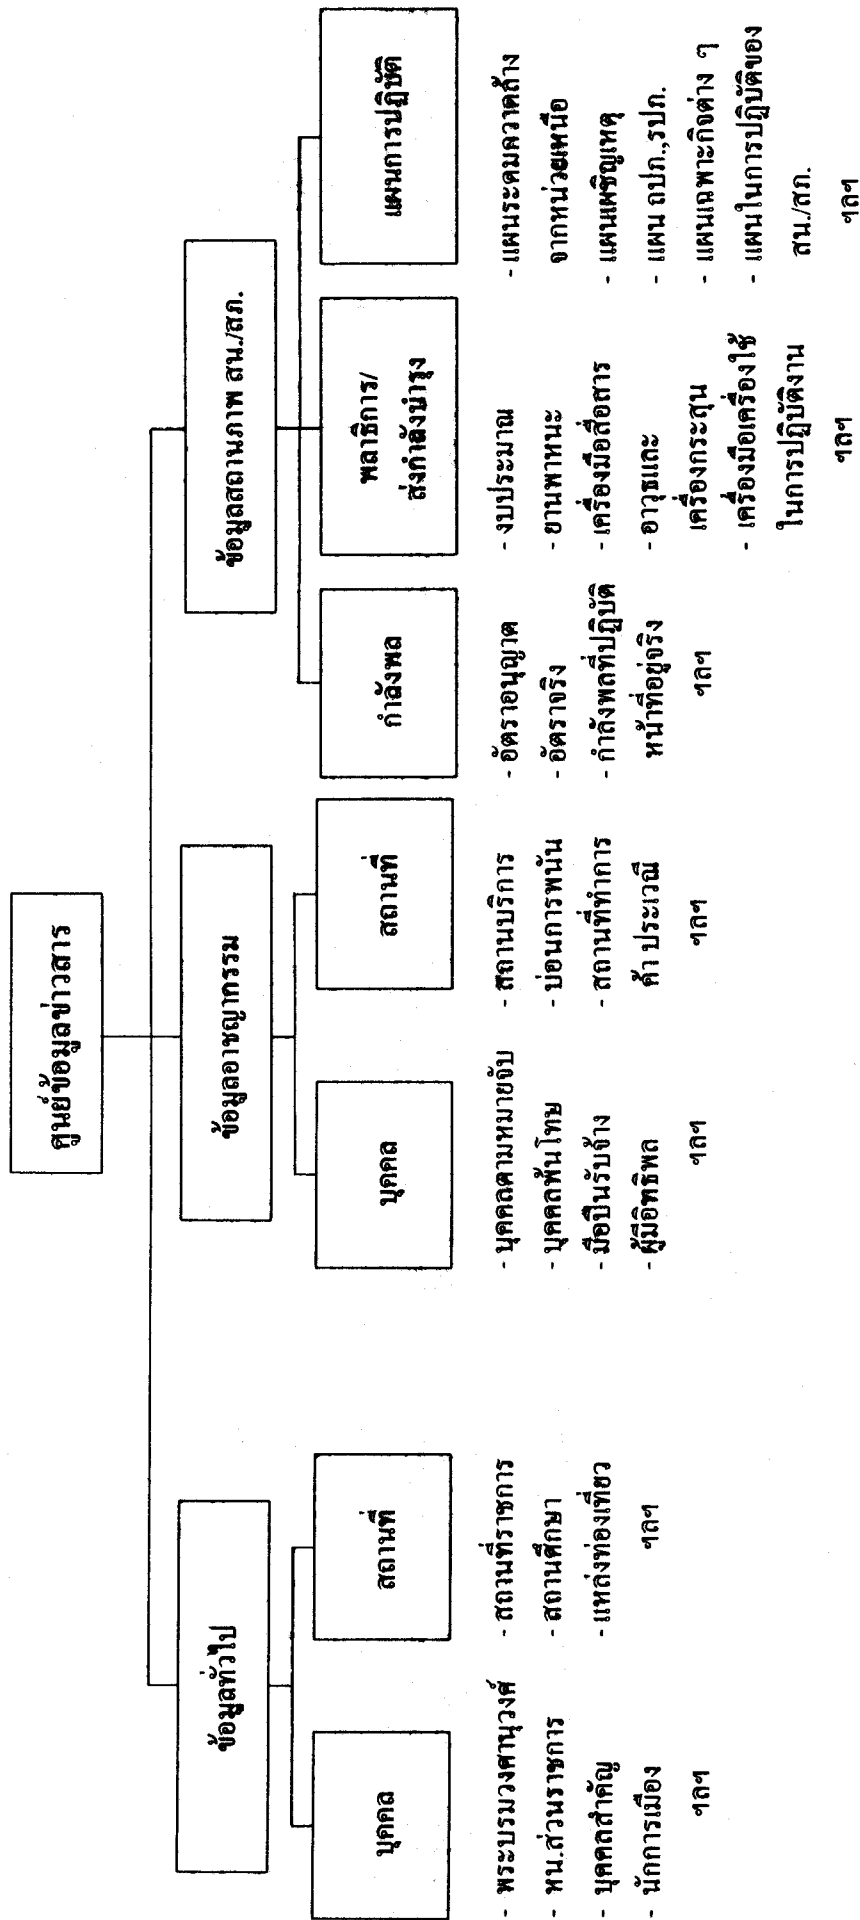 ศูนย์ข้อมูลข่าวสาร
ข้อมูลทั่วไป
ข้อมูลอาชญากรรม
ข้อมูลสถานภาพ สน./สภ.
บุคคล
สถานที่
บุคคล
สถานที่
กำลังพล
พลาธิการ/
ส่งกำลังบำรุง
แผนการปฏิบัติ
- พระบรมวงศานุวงศ์
- หน.ส่วนราชการ
- บุคคลสำคัญ
- นักการเมือง
ฯลฯ
- สถานที่ราชการ
- สถานศึกษา
- แหล่งท่องเที่ยว
ฯลฯ
- บุคคลตามหมายจับ
- บุคคลพ้นโทษ
- มือปืนรับจ้าง
- ผู้มีอิทธิพล
ฯลฯ
- สถานบริการ
- บ่อนการพนัน
- สถานที่ทำการ
ค้าประเวณี
ฯลฯ
- อัตราอนุญาต
- อัตราจริง
- กำลังพลที่ปฏิบัติ
หน้าที่อยู่จริง
ฯลฯ
- งบประมาณ
- ยานพาหนะ
- เครื่องมือสื่อสาร
- อาวุธและ
เครื่องกระสุน
- เครื่องมือเครื่องใช้
ในการปฏิบัติงาน
ฯลฯ
- แผนระดมกวาดล้าง
จากหน่วยเหนือ
- แผนเผชิญเหตุ
- แผน ถปภ.,รปภ.
- แผนเฉพาะกิจต่าง ๆ
- แผนในการปฏิบัติของ
สน./สภ.
ฯลฯ